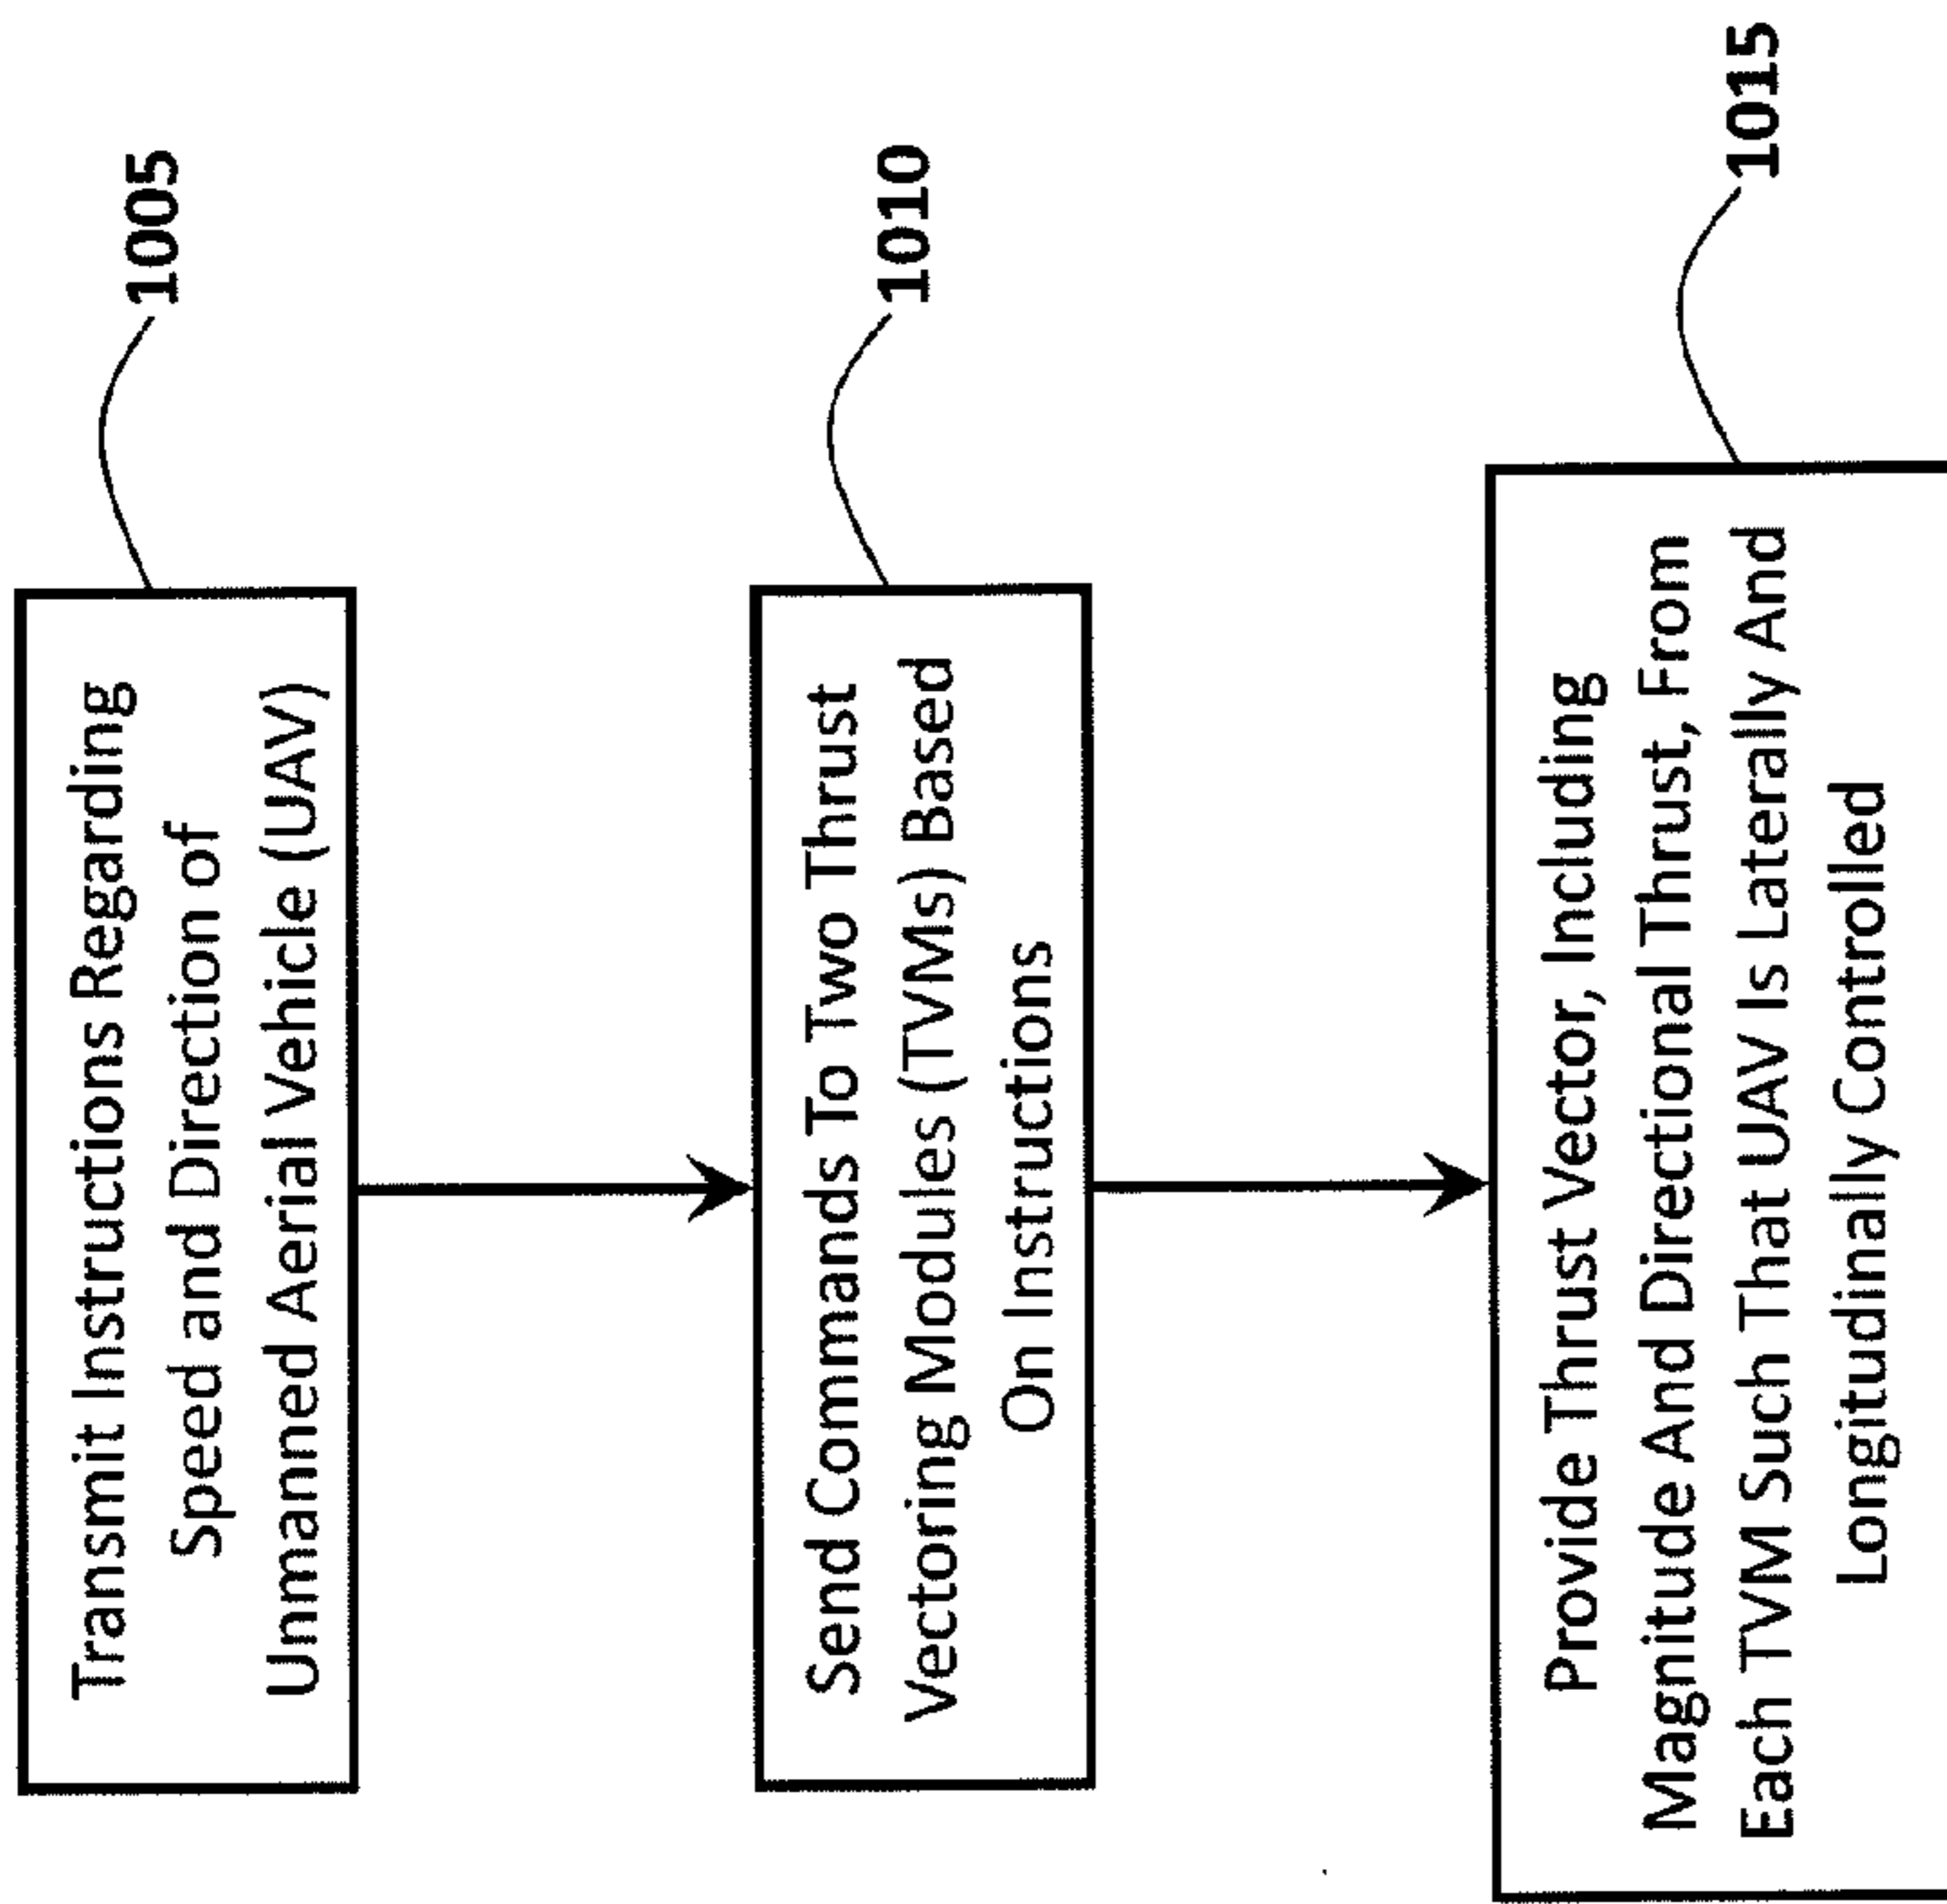 Transmit Instructions Regarding
Speed and Direction of
Unmanned Aerial Vehicle (UAV)
1005
Send Commands To Two Thrust
Vectoring Modules (TVMs) Based
On Instructions
1010
Provide Thrust Vector, Including
Magnitude And Directional Thrust, From
Each TVM Such That UAV Is Laterally And
Longitudinally Controlled
1015